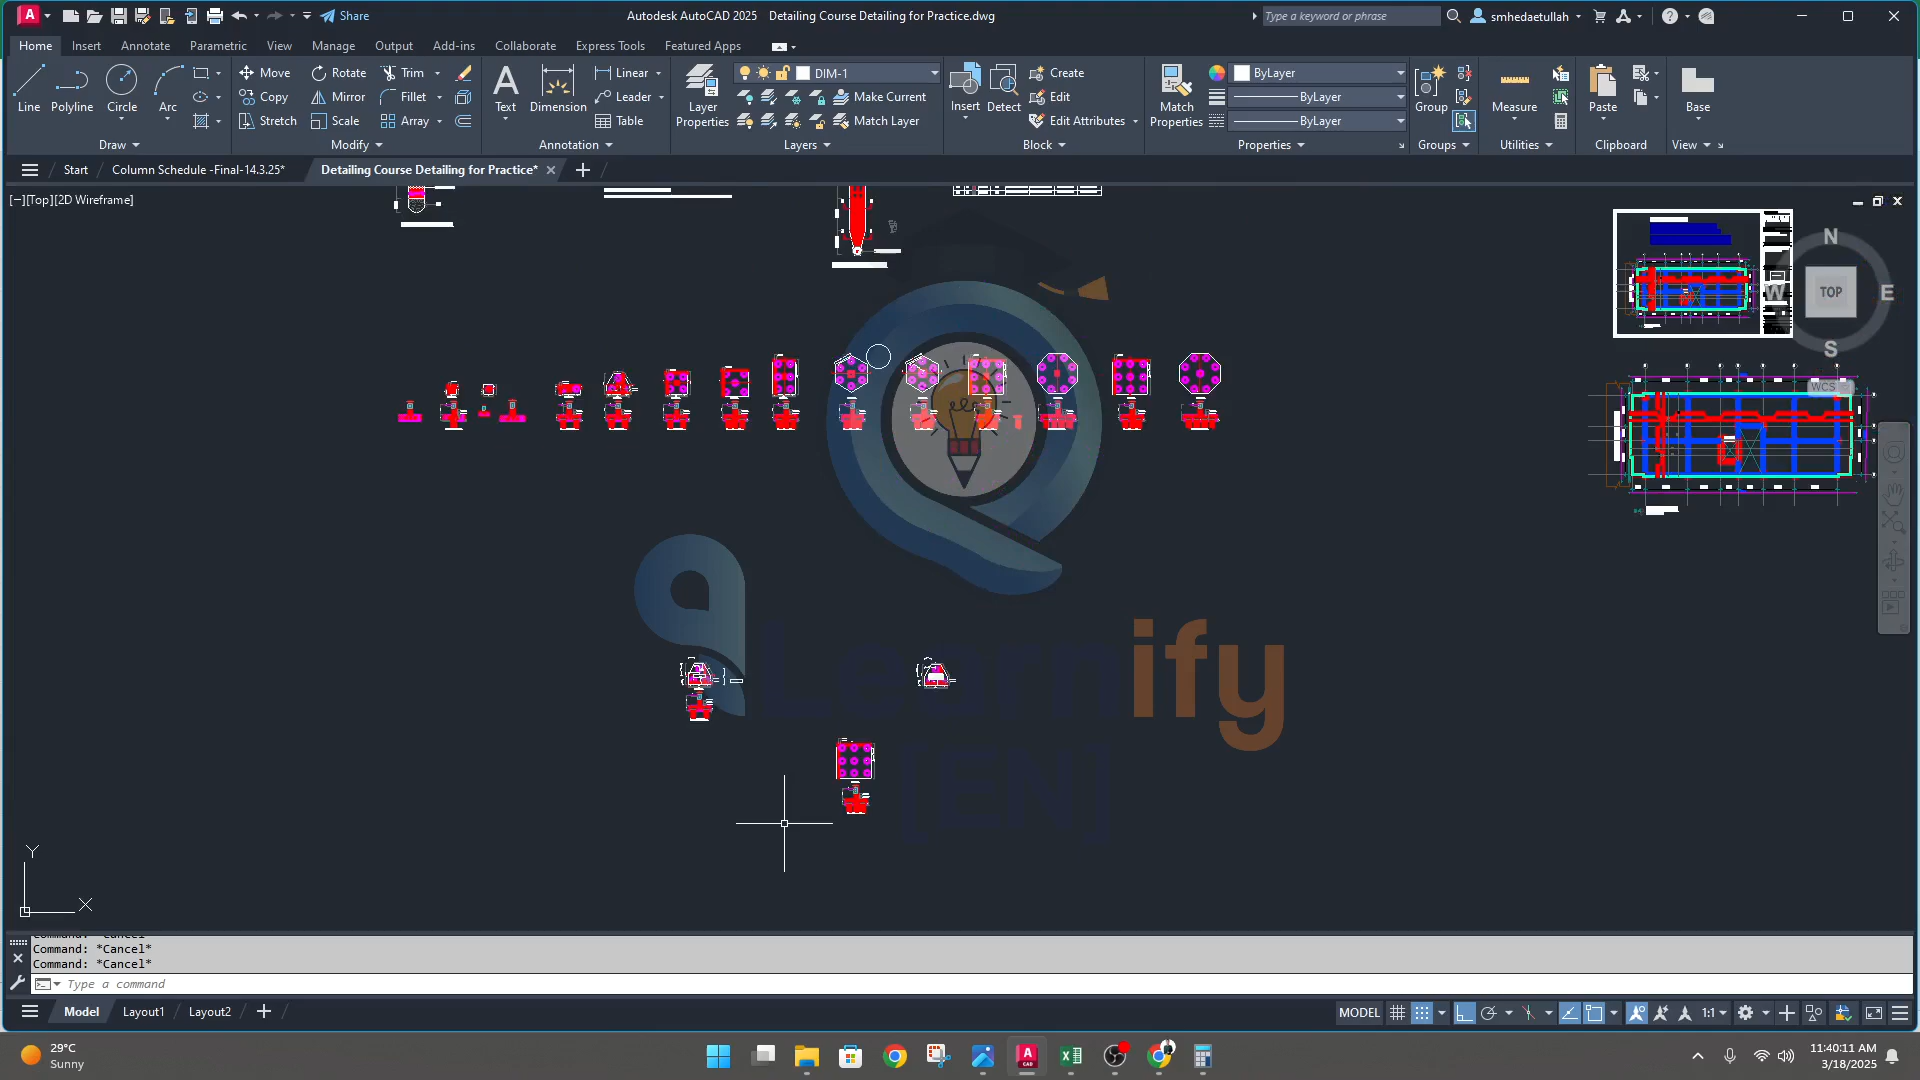 Share
Autodesk AutoCAD 2025 Detailing Course Detailing for Practice.dwg
Type a keyword or phrase
smhedaetullah
Home Insert Annotate Parametric View Manage Output Add-ins Collaborate Express Tools Featured Apps
Line Polyline Circle Arc
Move Rotate Trim
Copy Mirror Fillet
Stretch Scale Array
Text Dimension
Linear
Leader
Table
Layer Properties
DIM-1
Make Current
Match Layer
Insert Detect
Create
Edit
Edit Attributes
Match Properties
ByLayer
ByLayer
ByLayer
Group
Measure
Paste
Base
Draw Modify Annotation Layers Block Properties Groups Utilities Clipboard View
Start Column Schedule -Final-14.3.25* Detailing Course Detailing for Practice*
[−][Top][2D Wireframe]
N
W TOP E
S
WCS
Learnify
[EN]
Y
X
Command: *Cancel*
Command: *Cancel*
Command: *Cancel*
Type a command
Model Layout1 Layout2
MODEL
1:1
29°C
Sunny
11:40:11 AM
3/18/2025